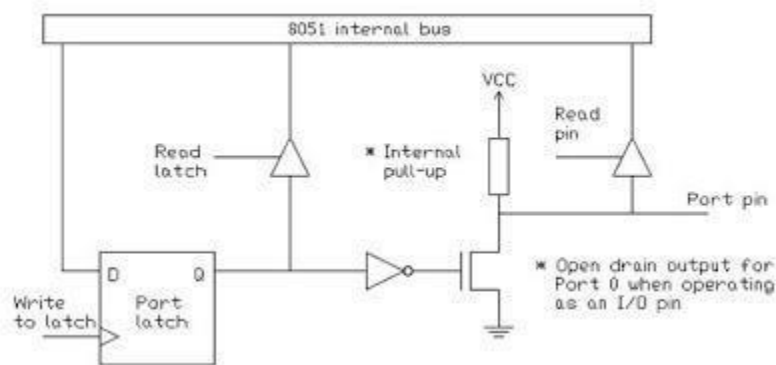 8051 internal bus
VCC
Read
pin
Read
latch
* Internal
pull-up
Port pin
D
Q
Port
latch
Write
to latch
* Open drain output for
Port 0 when operating
as an I/O pin